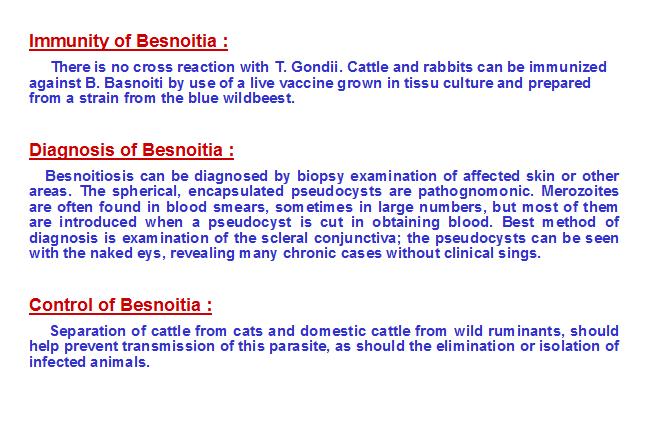 Immunity of Besnoitia :
There is no cross reaction with T. Gondii. Cattle and rabbits can be immunized
against B. Basnoiti by use of a live vaccine grown in tissu culture and prepared
from a strain from the blue wildbeest.
Diagnosis of Besnoitia :
Besnoitiosis can be diagnosed by biopsy examination of affected skin or other
areas. The spherical, encapsulated pseudocysts are pathognomonic. Merozoites
are often found in blood smears, sometimes in large numbers, but most of them
are introduced when a pseudocyst is cut in obtaining blood. Best method of
diagnosis is examination of the scleral conjunctiva; the pseudocysts can be seen
with the naked eys, revealing many chronic cases without clinical sings.
Control of Besnoitia :
Separation of cattle from cats and domestic cattle from wild ruminants, should
help prevent transmission of this parasite, as should the elimination or isolation of
infected animals.